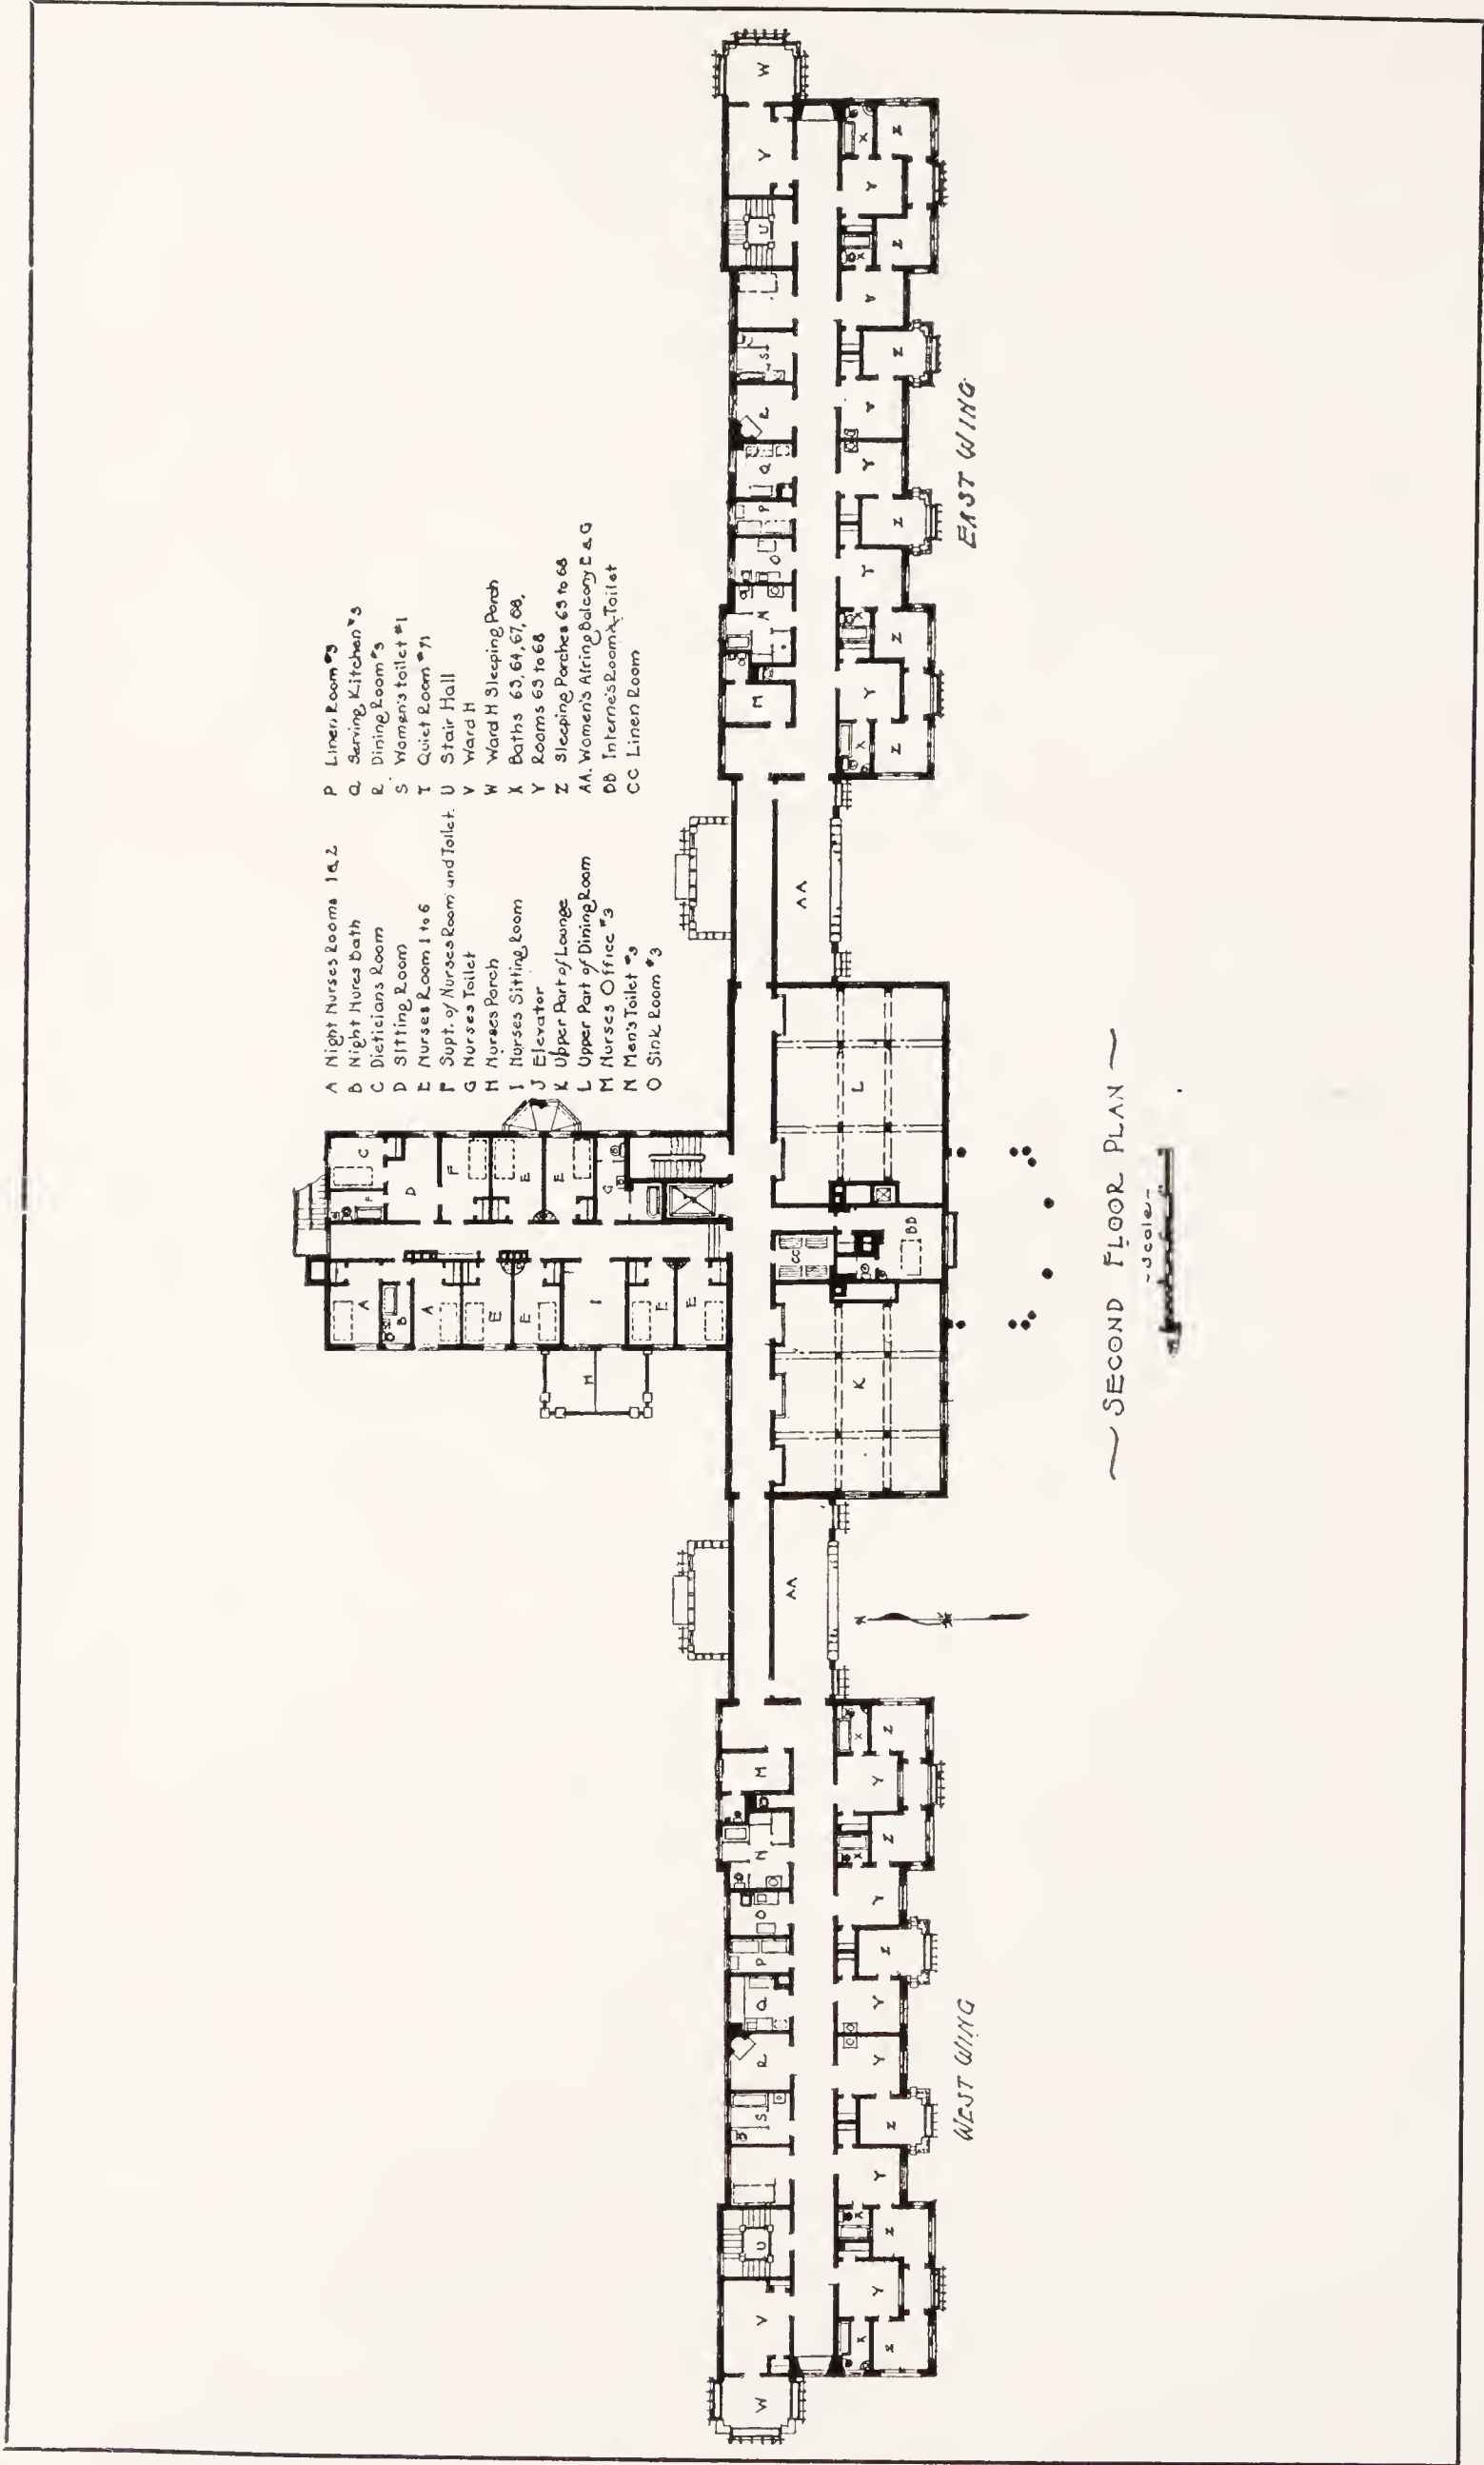 A Night Nurses Rooms 1 & 2
B Night Nures Bath
C Dieticians Room
D Sitting Room
E Nurses Room 1 to 6
F Supt. of Nurses Room and Toilet.
G Nurses Toilet
H Nurses Porch
I Nurses Sitting Room
J Elevator
K Upper Part of Lounge
L Upper Part of Dining Room
M Nurses Office #3
N Men's Toilet #3
O Sink Room #3
P Linen Room #3
Q Serving Kitchen #3
R Dining Room #3
S Women's toilet #1
T Quiet Room #71
U Stair Hall
V Ward H
W Ward H Sleeping Porch
X Baths 63, 64, 67, 68,
Y Rooms 63 to 68
Z Sleeping Porches 63 to 68
AA. Women's Airing Balcony E & G
BB Interne's Room & Toilet
CC Linen Room
W V U S R Q P O N M
X Z Y X Z Y Z Y Y Z Y X Z Y X Z
AA
A B A E E I E E
H
C F D F E E G
K CC BB L
AA
M N O P Q R S U V W
X Z Y X Z Y Z Y Y Z Y X Z Y X Z
N
WEST WING
EAST WING
SECOND FLOOR PLAN
- scale -